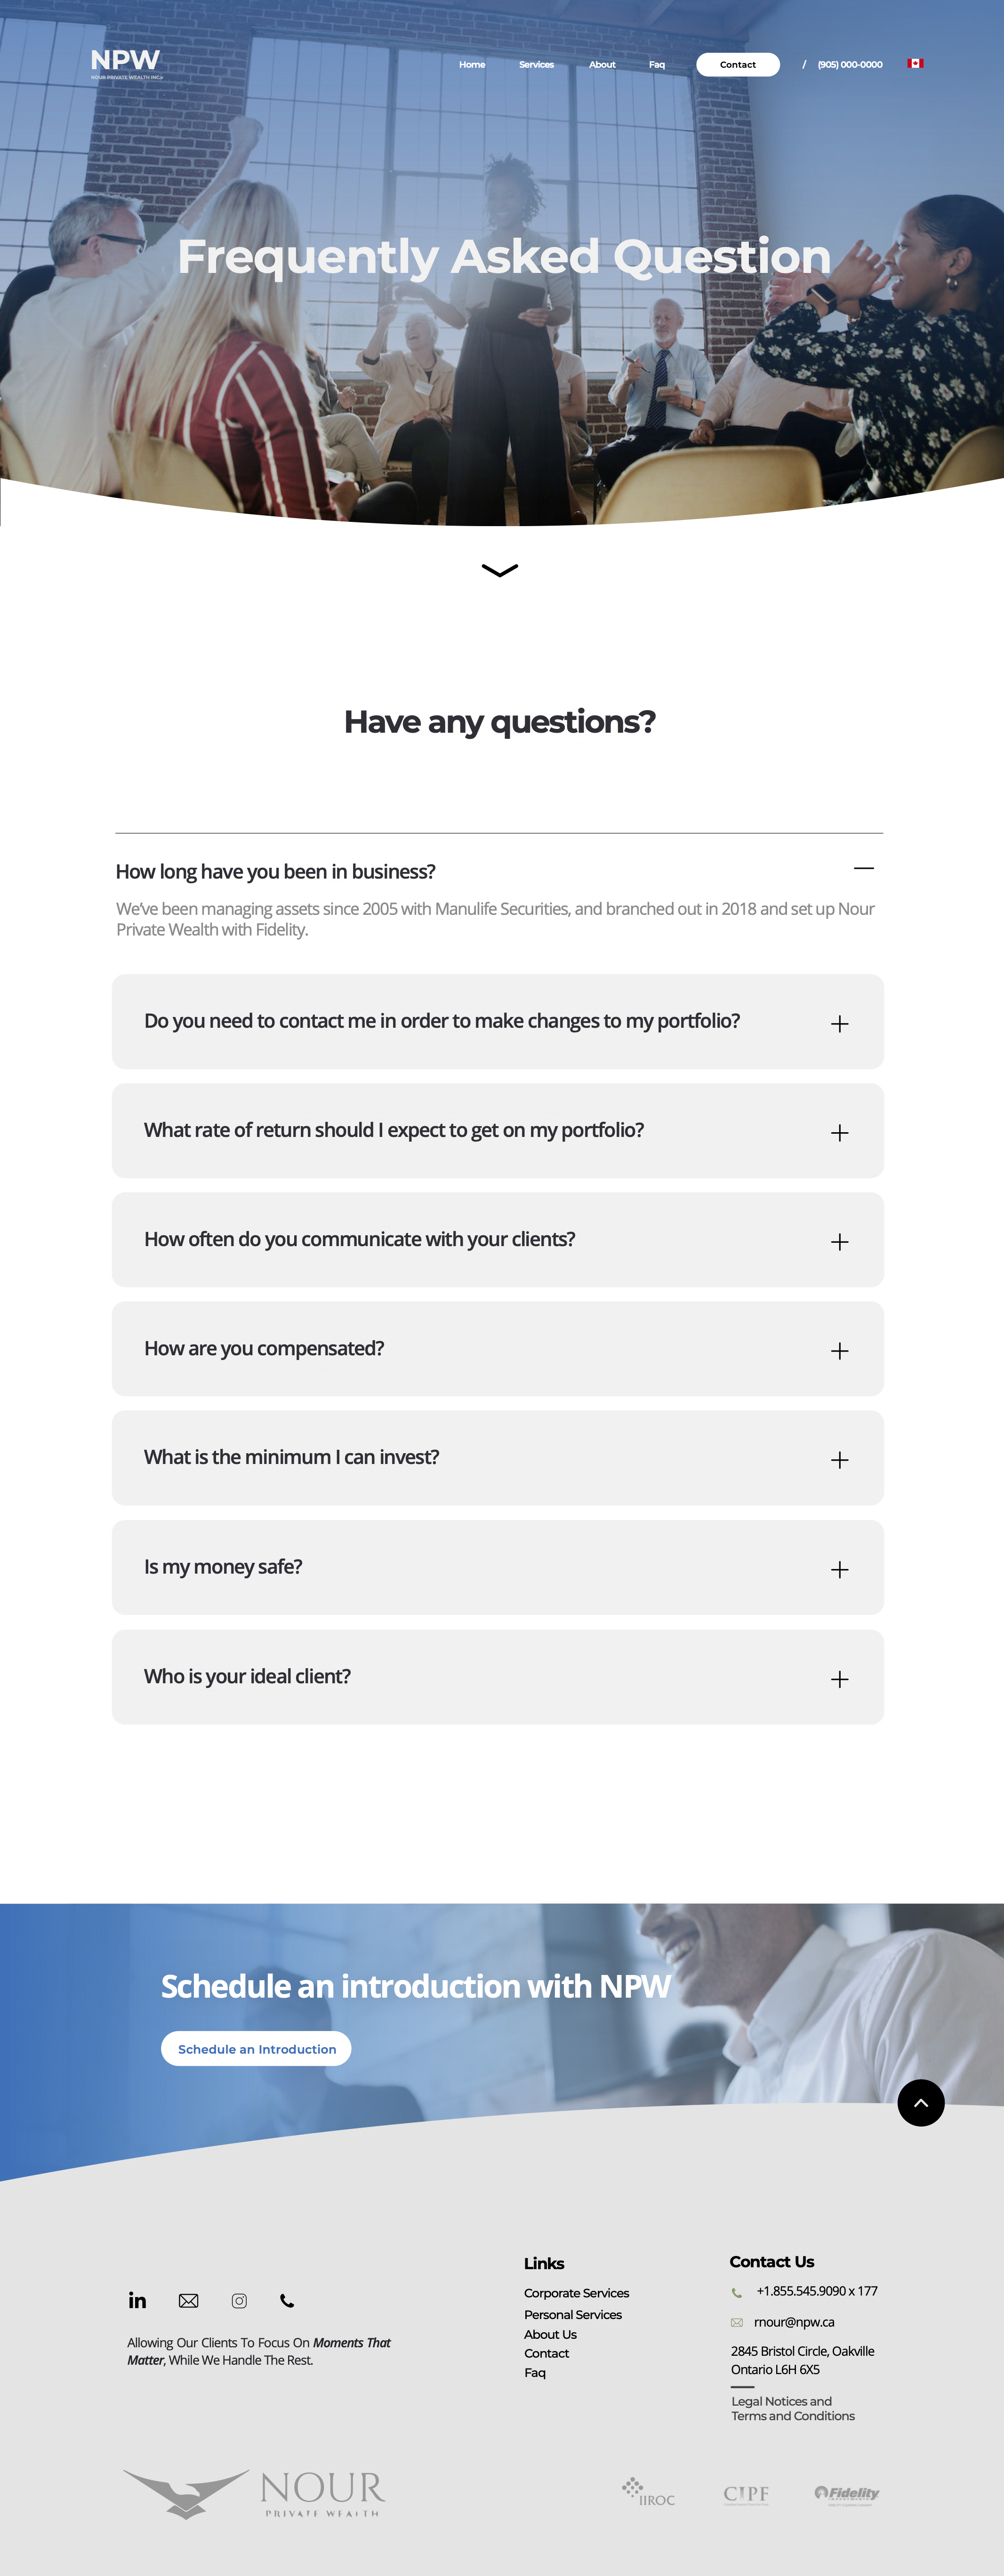 NPW
NOUR PRIVATE WEALTH INC.
Home Services About Faq Contact / (905) 000-0000
Frequently Asked Question
Have any questions?
How long have you been in business?
We've been managing assets since 2005 with Manulife Securities, and branched out in 2018 and set up Nour
Private Wealth with Fidelity.
Do you need to contact me in order to make changes to my portfolio?
What rate of return should I expect to get on my portfolio?
How often do you communicate with your clients?
How are you compensated?
What is the minimum I can invest?
Is my money safe?
Who is your ideal client?
Schedule an introduction with NPW
Schedule an Introduction
in
Allowing Our Clients To Focus On Moments That
Matter, While We Handle The Rest.
Links
Corporate Services
Personal Services
About Us
Contact
Faq
Contact Us
+1.855.545.9090 x 177
rnour@npw.ca
2845 Bristol Circle, Oakville
Ontario L6H 6X5
Legal Notices and
Terms and Conditions
NOUR
PRIVATE WEALTH
IIROC
CIPF
Fidelity
INVESTMENTS